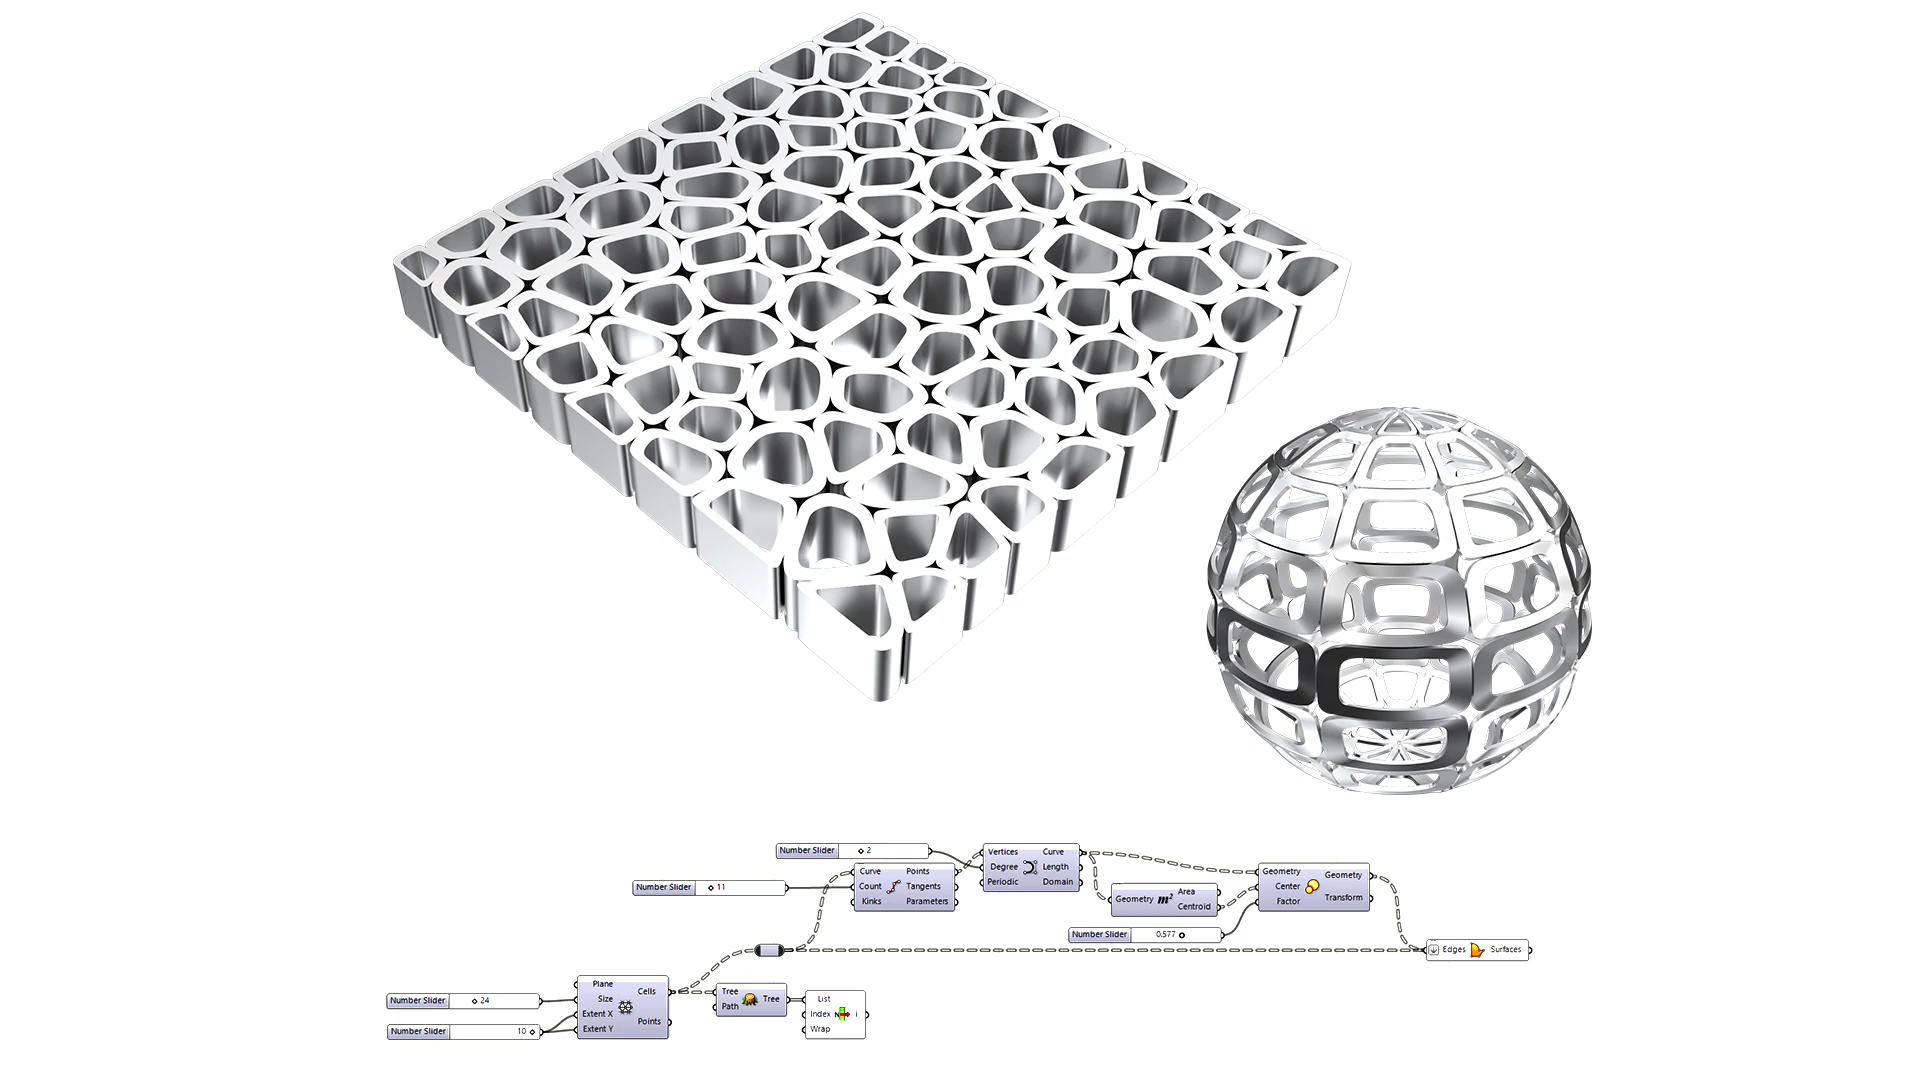 Number Slider 2
Vertices Curve
Degree Length
Periodic Domain
Number Slider 11
Curve Points
Count Tangents
Kinks Parameters
Geometry m² Area
Centroid
Geometry Geometry
Center
Factor Transform
Number Slider 0.577
Edges Surfaces
Number Slider 24
Number Slider 10
Plane
Size Cells
Extent X
Extent Y Points
Tree Tree
Path
List
Index N i
Wrap